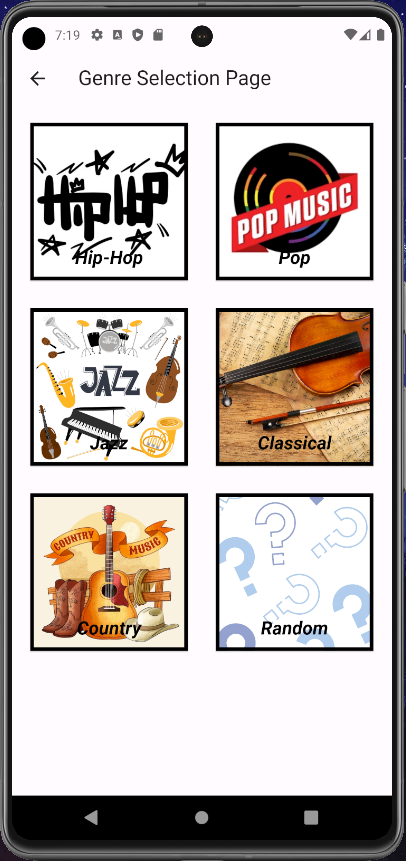 7:19
Genre Selection Page
HIP HOP
Hip-Hop
POP MUSIC
Pop
JAZZ
Jazz
Classical
COUNTRY MUSIC
Country
Random